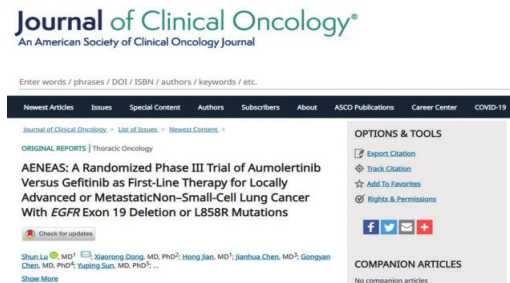 Journal of Clinical Oncology®
An American Society of Clinical Oncology Journal
Enter words / phrases / DOI / ISBN / authors / keywords / etc.
Newest Articles Issues Special Content Authors Subscribers About ASCO Publications Career Center COVID-19
Journal of Clinical Oncology > List of Issues > Newest Content >
ORIGINAL REPORTS | Thoracic Oncology
AENEAS: A Randomized Phase III Trial of Aumolertinib
Versus Gefitinib as First-Line Therapy for Locally
Advanced or MetastaticNon–Small-Cell Lung Cancer
With EGFR Exon 19 Deletion or L858R Mutations
Check for updates
Shun Lu, MD1; Xiaorong Dong, MD, PhD2; Hong Jian, MD1; Jianhua Chen, MD3; Gongyan
Chen, MD, PhD4; Yuping Sun, MD, PhD5; ...
Show More
OPTIONS & TOOLS
Export Citation
Track Citation
Add To Favorites
Rights & Permissions
COMPANION ARTICLES
No companion articles